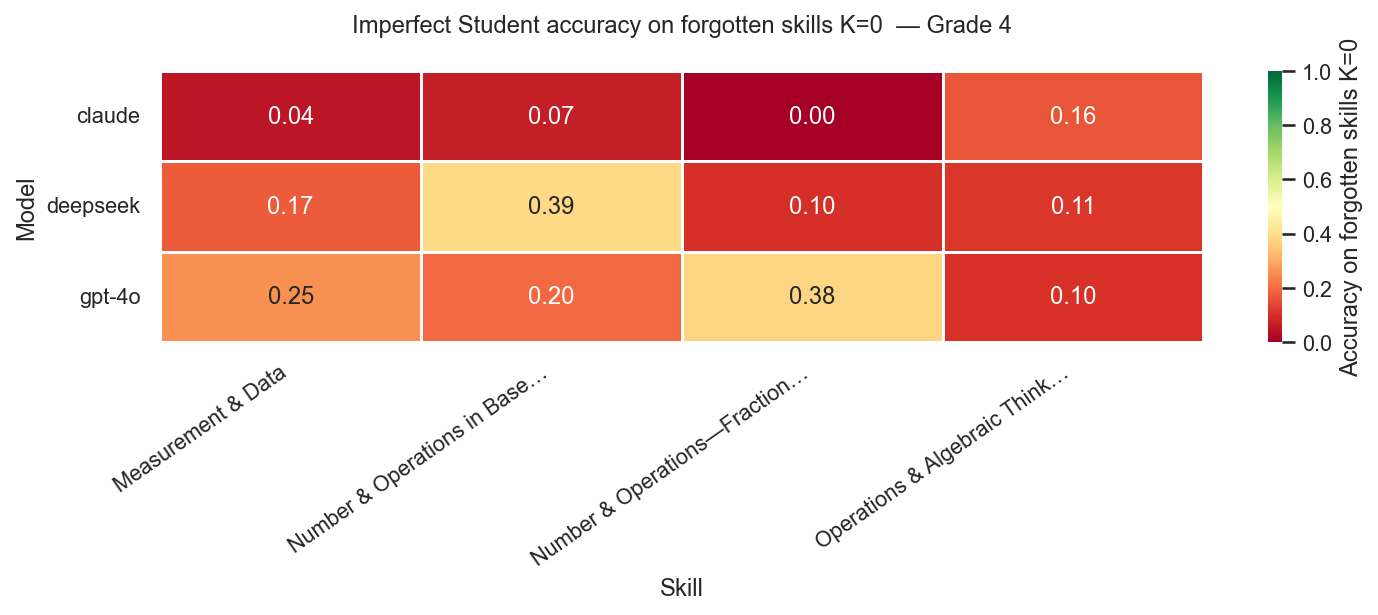 Imperfect Student accuracy on forgotten skills K=0 — Grade 4
Model
claude
0.04
0.07
0.00
0.16
deepseek
0.17
0.39
0.10
0.11
gpt-4o
0.25
0.20
0.38
0.10
Measurement & Data
Number & Operations in Base…
Number & Operations—Fraction…
Operations & Algebraic Think…
Skill
1.0
0.8
0.6
0.4
0.2
0.0
Accuracy on forgotten skills K=0